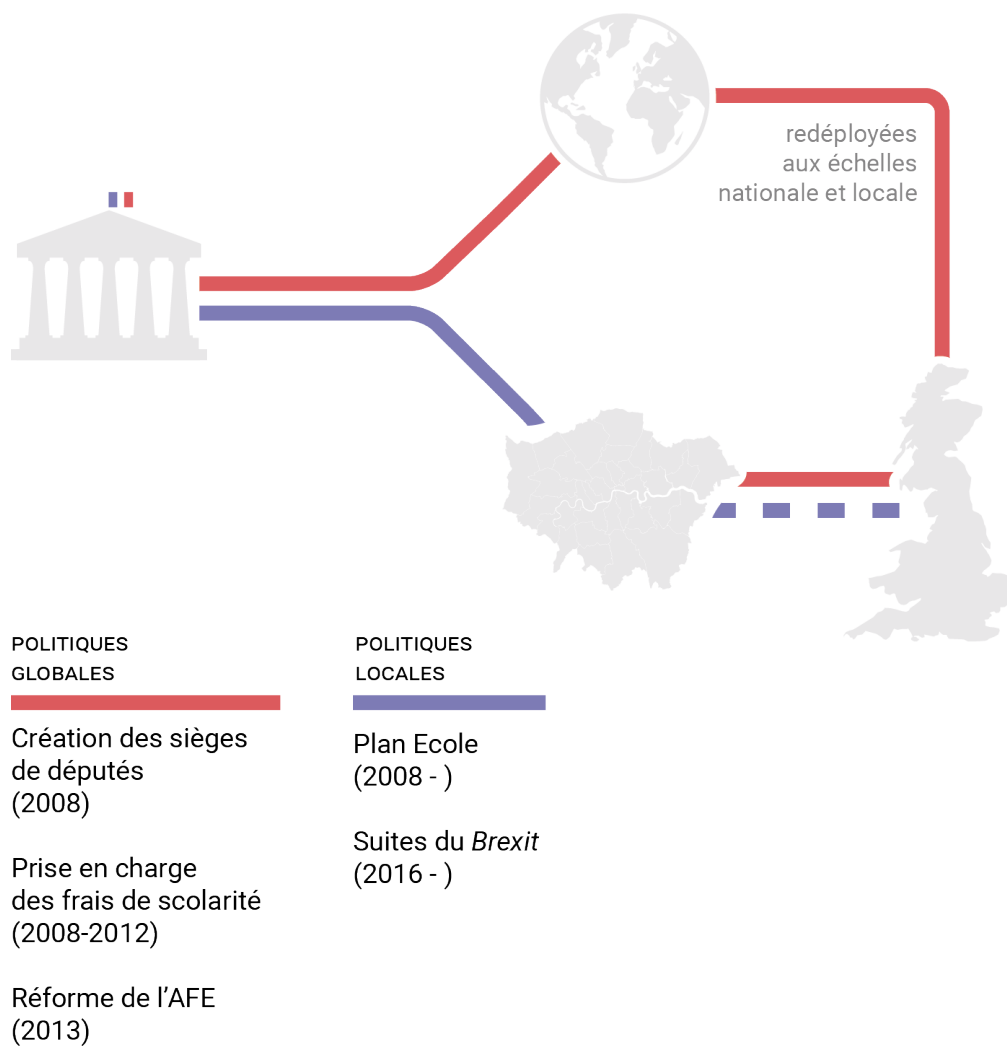 redéployées
aux échelles
nationale et locale
POLITIQUES
GLOBALES
Création des sièges
de députés
(2008)
Prise en charge
des frais de scolarité
(2008-2012)
Réforme de l'AFE
(2013)
POLITIQUES
LOCALES
Plan Ecole
(2008 - )
Suites du Brexit
(2016 - )